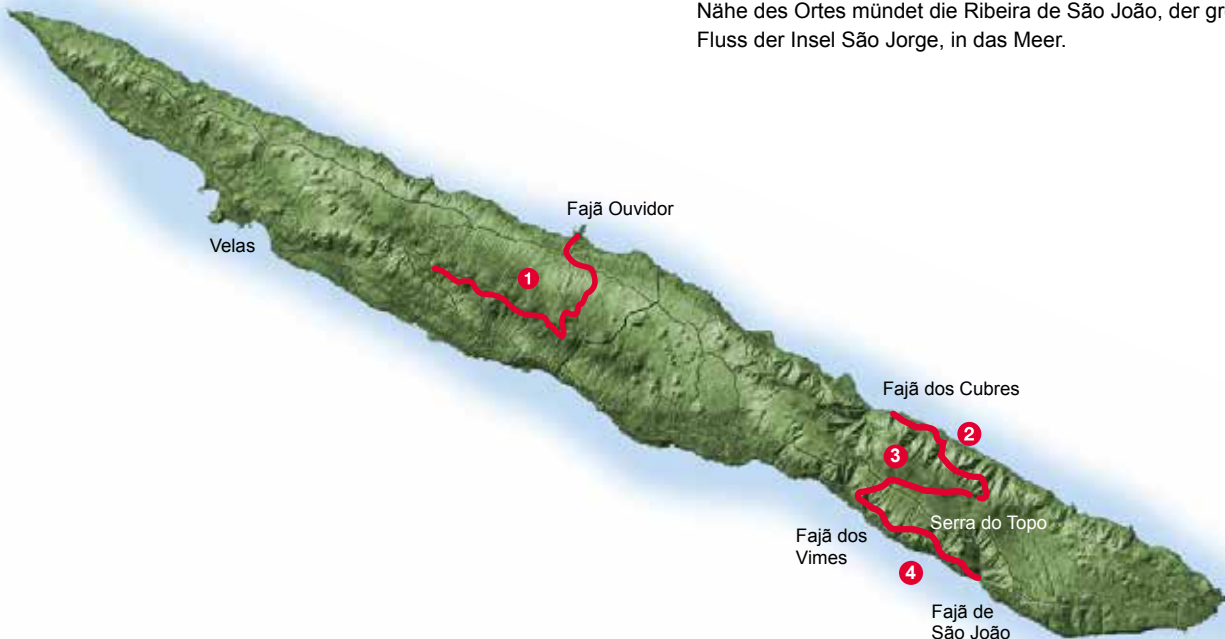 Nähe des Ortes mündet die Ribeira de São João, der
Fluss der Insel São Jorge, in das Meer.
Fajã Ouvidor
Velas
1
Fajã dos Cubres
2
3
Serra do Topo
Fajã dos
Vimes
4
Fajã de
São João